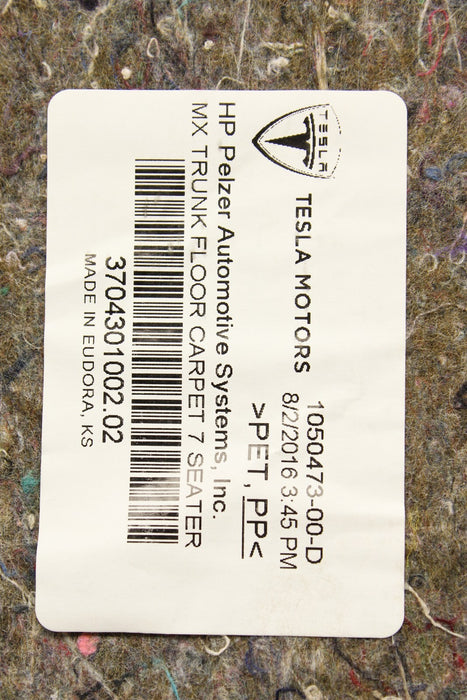 TESLA
TESLA MOTORS
1050473-00-D
8/2/2016 3:45 PM
>PET, PP<
HP Pelzer Automotive Systems, Inc.
MX TRUNK FLOOR CARPET 7 SEATER
3704301002.02
MADE IN EUDORA, KS